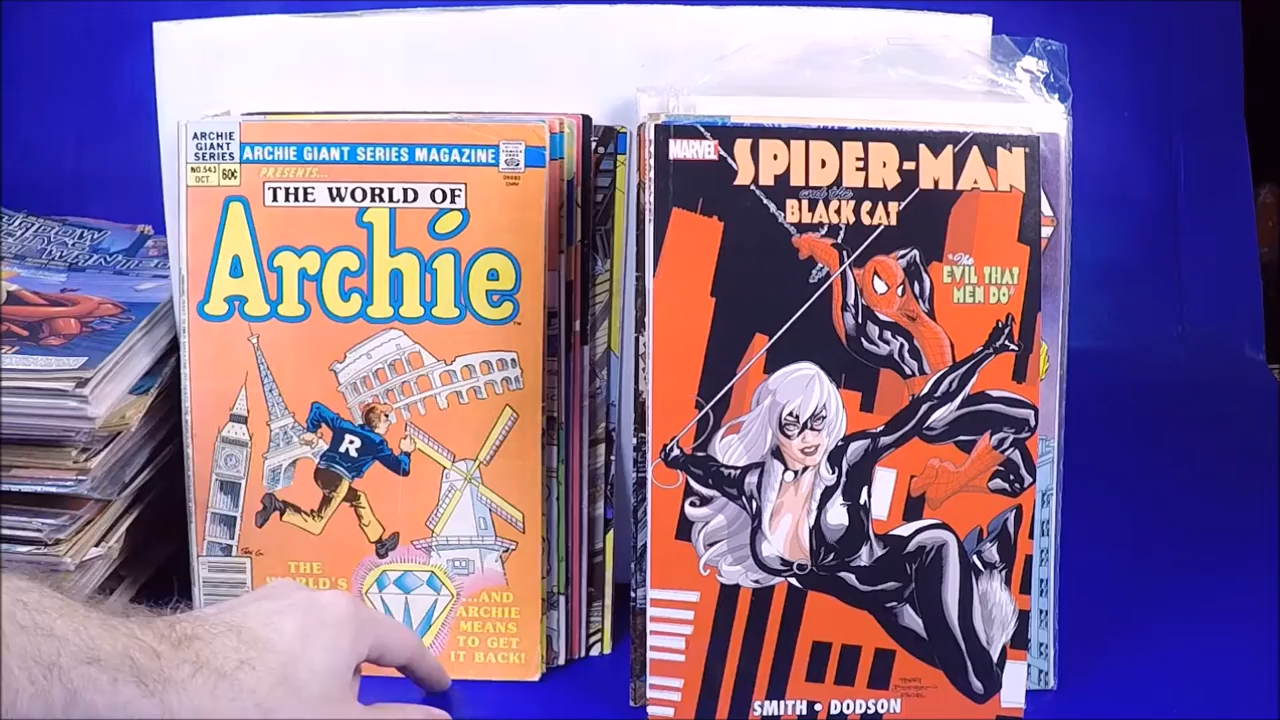 ARCHIE
GIANT
SERIES
NO.543
OCT.
60¢
ARCHIE GIANT SERIES MAGAZINE
PRESENTS...
THE WORLD OF
Archie
R
THE
WORLD'S
...AND
ARCHIE
MEANS
TO GET
IT BACK!
MARVEL
SPIDER-MAN
and the
BLACK CAT
"The
EVIL THAT
MEN DO"
SMITH • DODSON
WANTED